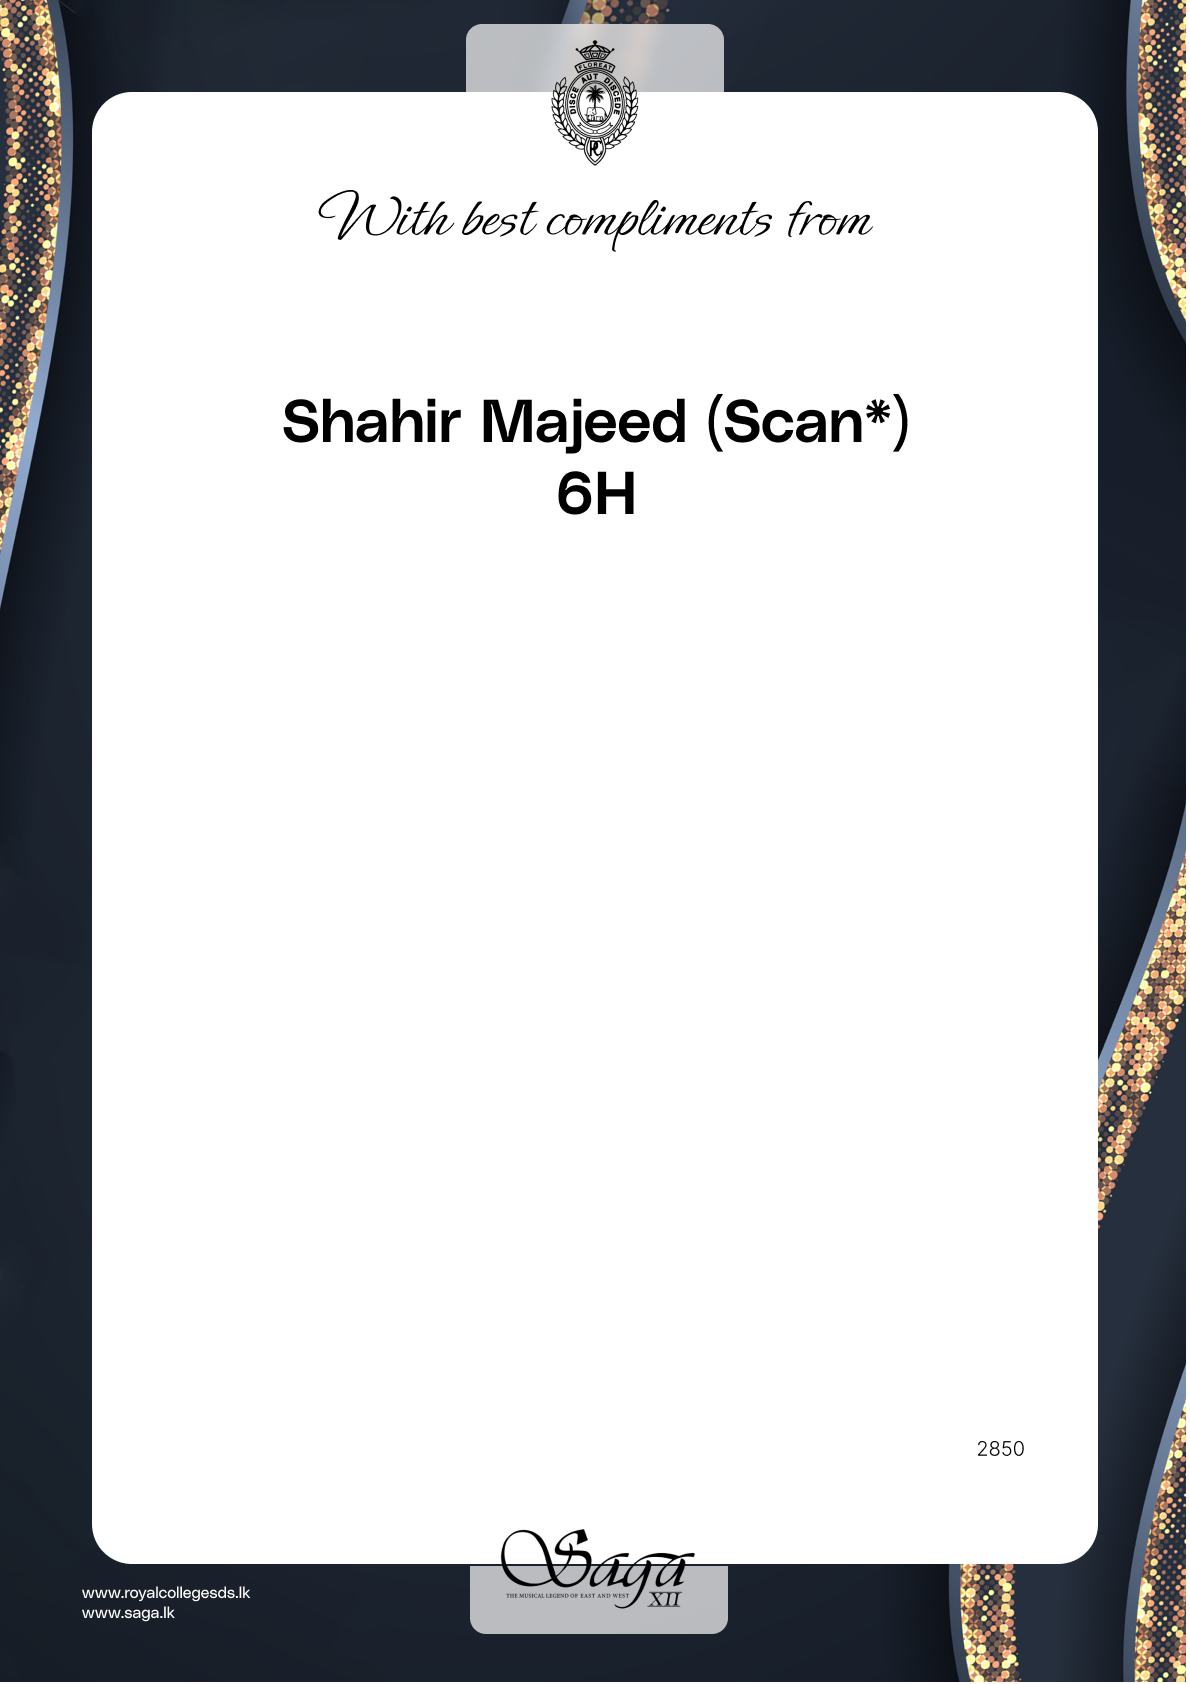 FLOREAT
DISCE AUT DISCEDE
RC
With best compliments from
Shahir Majeed (Scan*)
6H
2850
Saga
THE MUSICAL LEGEND OF EAST AND WEST
XII
www.royalcollegesds.lk
www.saga.lk